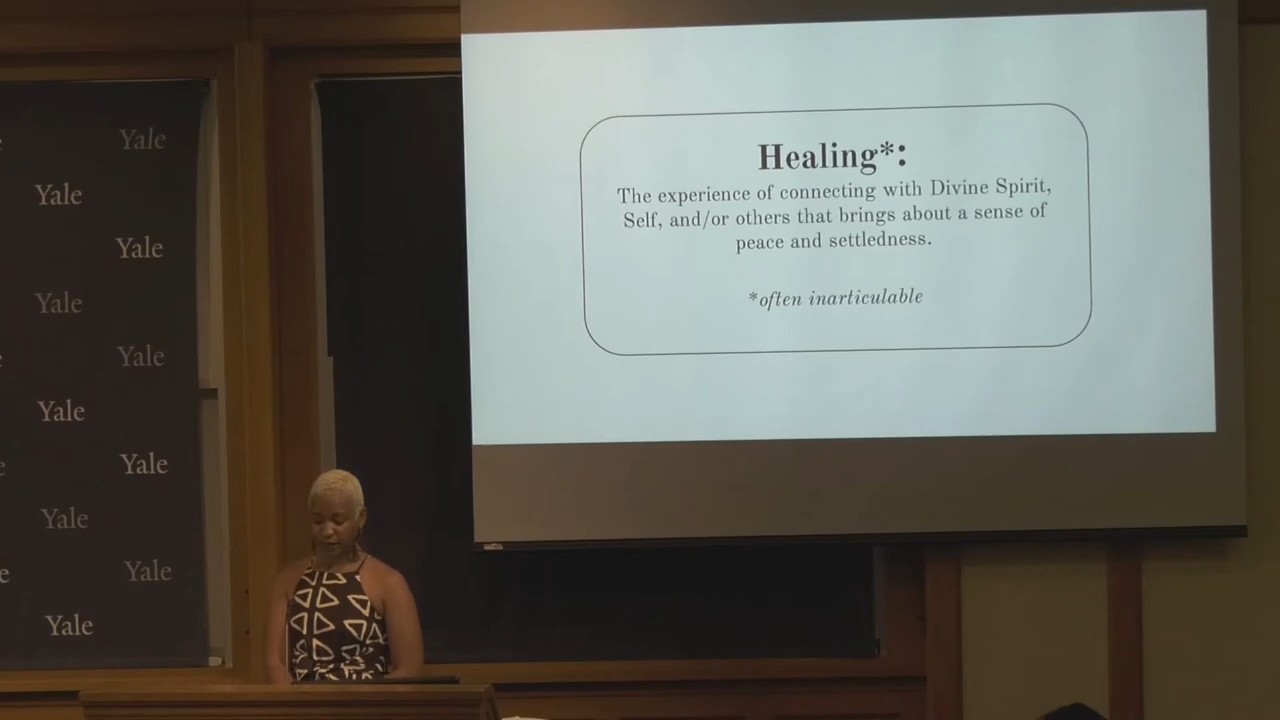 Yale
Yale
Yale
Yale
Yale
Yale
Yale
Yale
Yale
Yale
Healing*:
The experience of connecting with Divine Spirit,
Self, and/or others that brings about a sense of
peace and settledness.
*often inarticulable